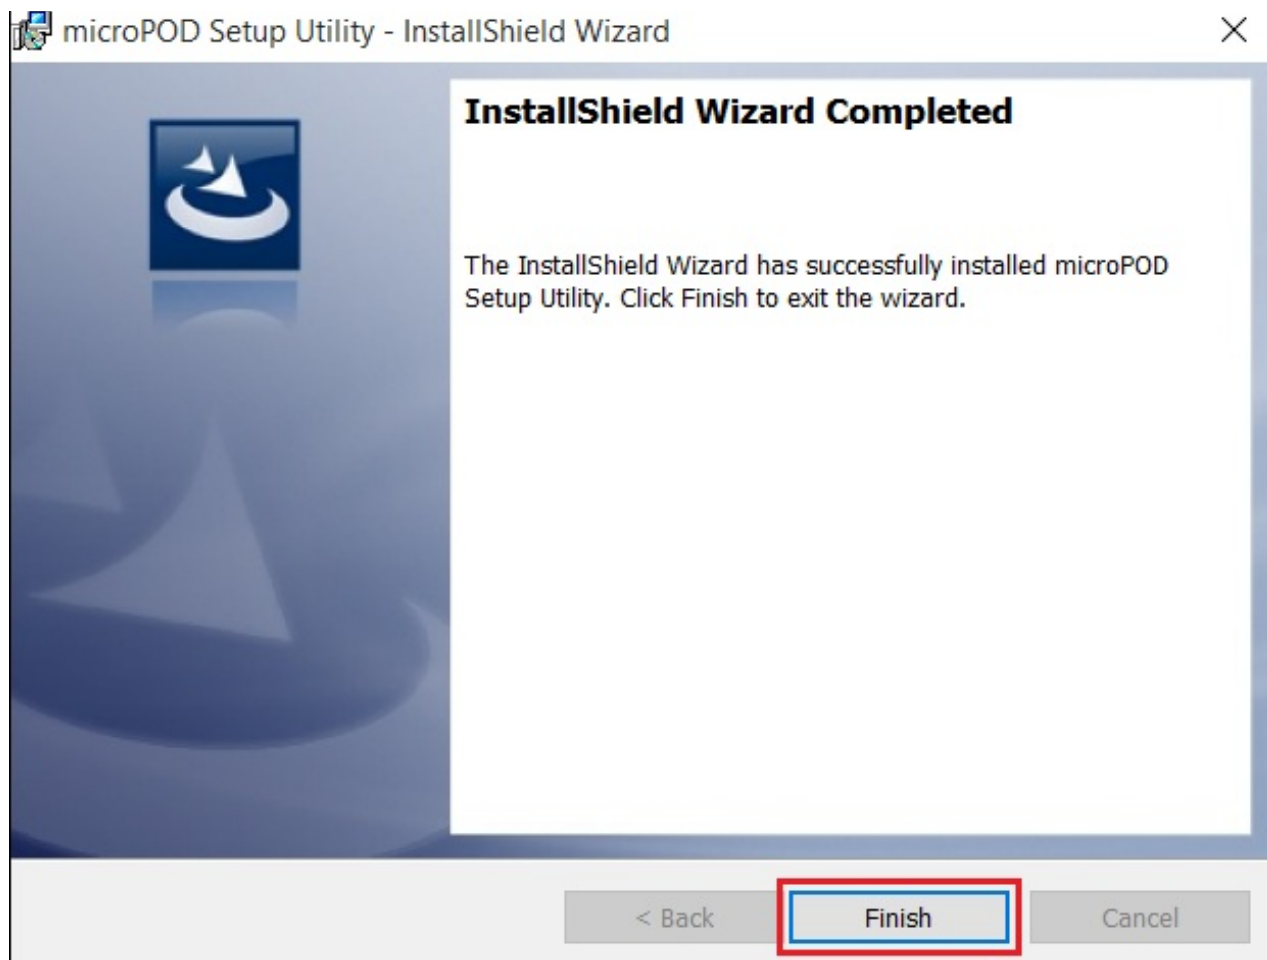 microPOD Setup Utility - InstallShield Wizard
InstallShield Wizard Completed
The InstallShield Wizard has successfully installed microPOD
Setup Utility. Click Finish to exit the wizard.
< Back
Finish
Cancel